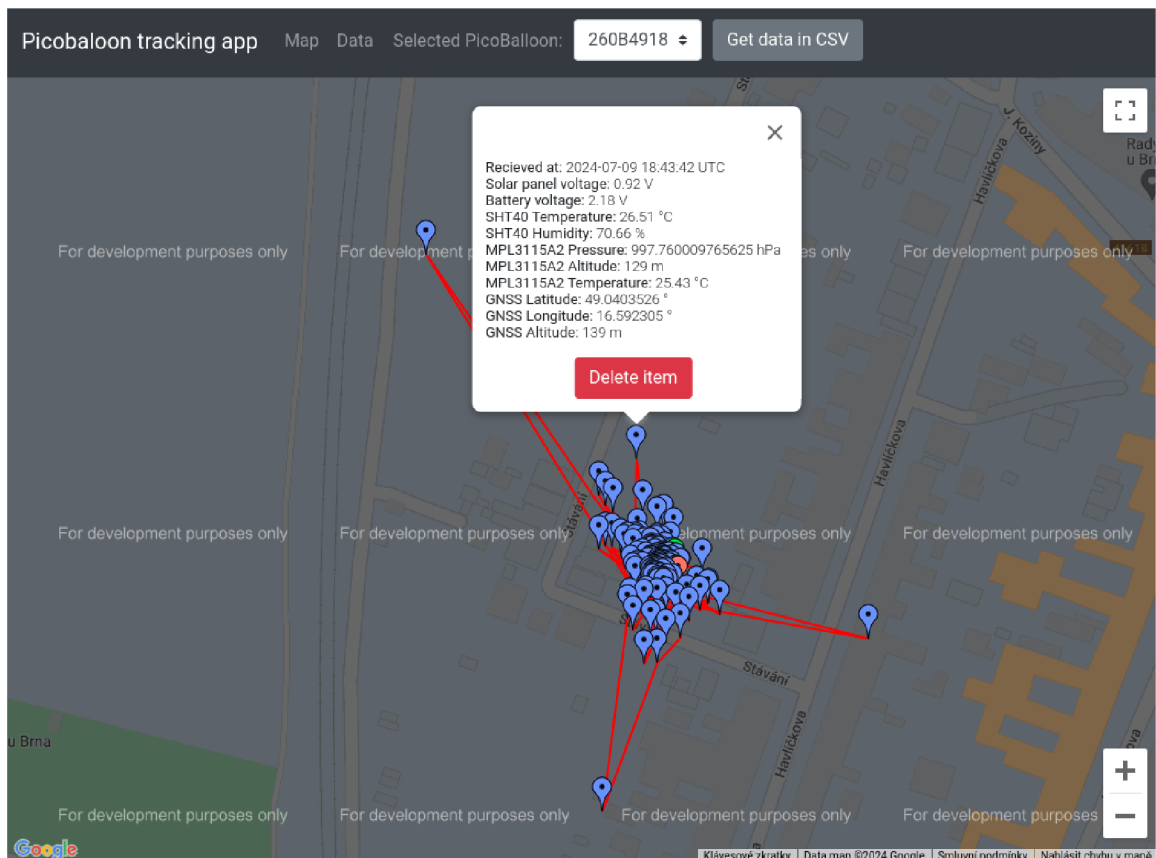 Picobaloon tracking app Map Data Selected PicoBalloon: 260B4918 Get data in CSV
J. Koziny
Rady
u Br
Havlíčkova
Recieved at: 2024-07-09 18:43:42 UTC
Solar panel voltage: 0.92 V
Battery voltage: 2.18 V
SHT40 Temperature: 26.51 °C
SHT40 Humidity: 70.66 %
MPL3115A2 Pressure: 997.760009765625 hPa
MPL3115A2 Altitude: 129 m
MPL3115A2 Temperature: 25.43 °C
GNSS Latitude: 49.0403526 °
GNSS Longitude: 16.592305 °
GNSS Altitude: 139 m
Delete item
For development purposes only
For development p
es only
For development purposes only
Havlíčkova
Stávání
For development purposes only
For development purposes only
elopment purposes only
For development purposes only
Stávání
Havlíčkova
u Brna
For development purposes only
For development purposes only
For development purposes only
For development purposes
Google
Klávesové zkratky
Data map ©2024 Google
Smluvní podmínky
Nahlásit chybu v mapě